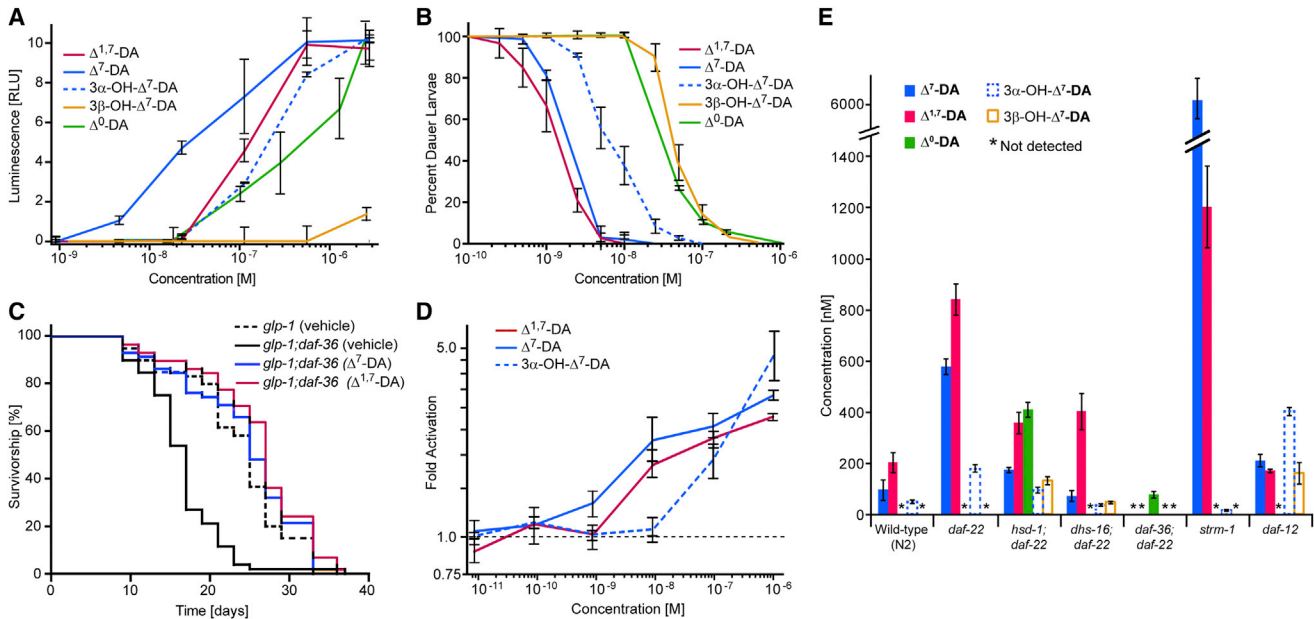 A
Δ1,7-DA
Δ7-DA
3α-OH-Δ7-DA
3β-OH-Δ7-DA
Δ0-DA
Luminescence [RLU]
10
8
6
4
2
0
10-9
10-8
10-7
10-6
Concentration [M]
B
Δ1,7-DA
Δ7-DA
3α-OH-Δ7-DA
3β-OH-Δ7-DA
Δ0-DA
Percent Dauer Larvae
100
80
60
40
20
0
10-10
10-9
10-8
10-7
10-6
Concentration [M]
C
glp-1 (vehicle)
glp-1;daf-36 (vehicle)
glp-1;daf-36 (Δ7-DA)
glp-1;daf-36 (Δ1,7-DA)
Survivorship [%]
100
80
60
40
20
0
0
10
20
30
40
Time [days]
D
Δ1,7-DA
Δ7-DA
3α-OH-Δ7-DA
Fold Activation
5.0
1.0
0.75
10-11
10-10
10-9
10-8
10-7
10-6
Concentration [M]
E
Δ7-DA
Δ1,7-DA
Δ0-DA
3α-OH-Δ7-DA
3β-OH-Δ7-DA
* Not detected
Concentration [nM]
6000
1400
1200
1000
800
600
400
200
0
* *
* *
*
* * * *
* *
*
Wild-type (N2)
daf-22
hsd-1; daf-22
dhs-16; daf-22
daf-36; daf-22
strm-1
daf-12